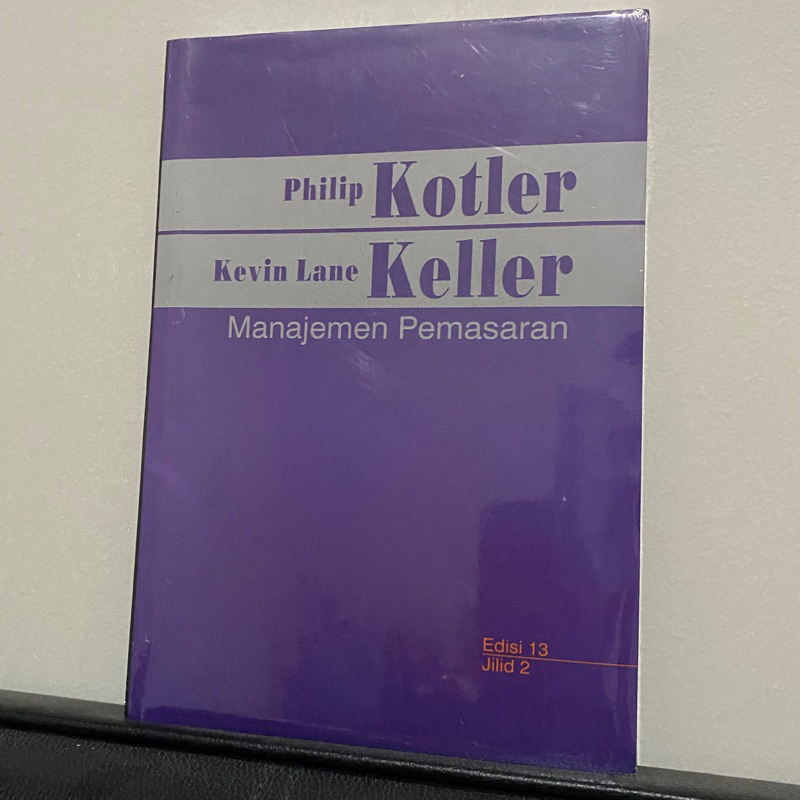 Philip Kotler
Kevin Lane Keller
Manajemen Pemasaran
Edisi 13
Jilid 2